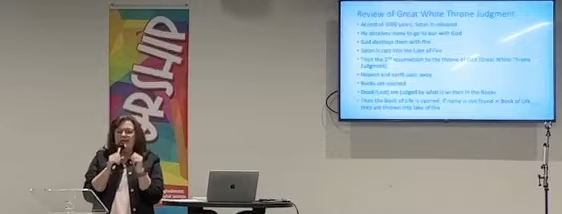 Review of Great White Throne Judgment
At end of 1000 years, Satan is released
He deceives many to go to war with God
God destroys them with fire
Satan is cast into the Lake of Fire
Then the 2nd resurrection to the throne of God (Great White Throne
Judgment)
Heaven and earth pass away
Books are opened
Dead (Lost) are judged by what is written in the Books
Then the Book of Life is opened. If name is not found in Book of Life,
they are thrown into lake of fire
ORSHIP